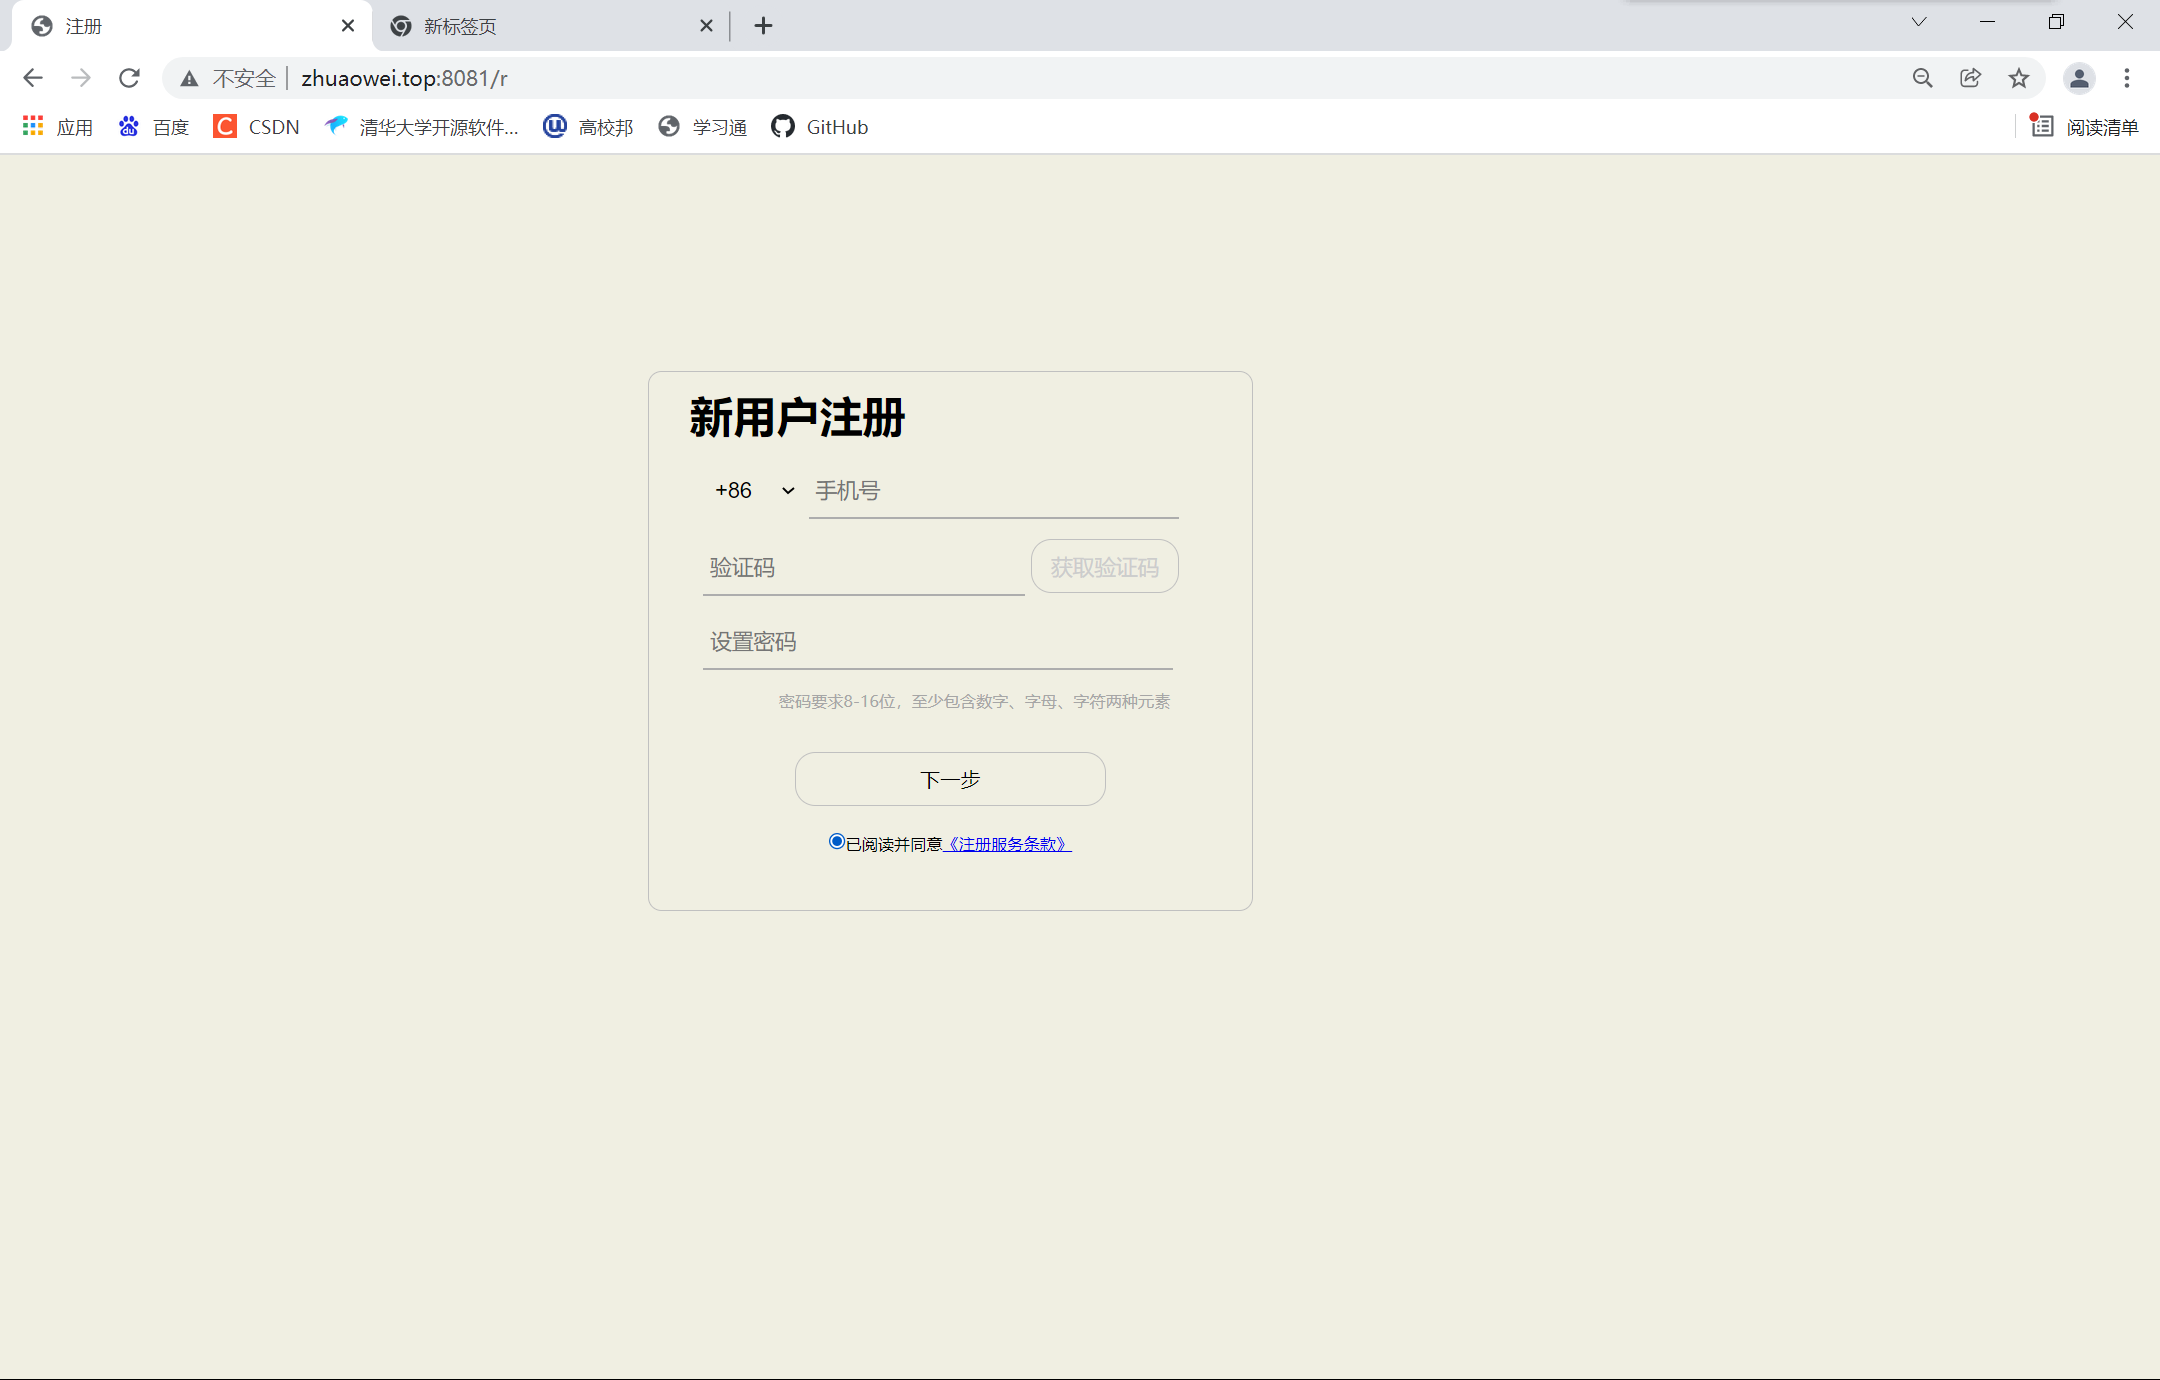 注册
新标签页
不安全 zhuaowei.top:8081/r
应用 百度 CSDN 清华大学开源软件... 高校邦 学习通 GitHub 阅读清单
新用户注册
+86 手机号
验证码 获取验证码
设置密码
密码要求8-16位，至少包含数字、字母、字符两种元素
下一步
已阅读并同意《注册服务条款》